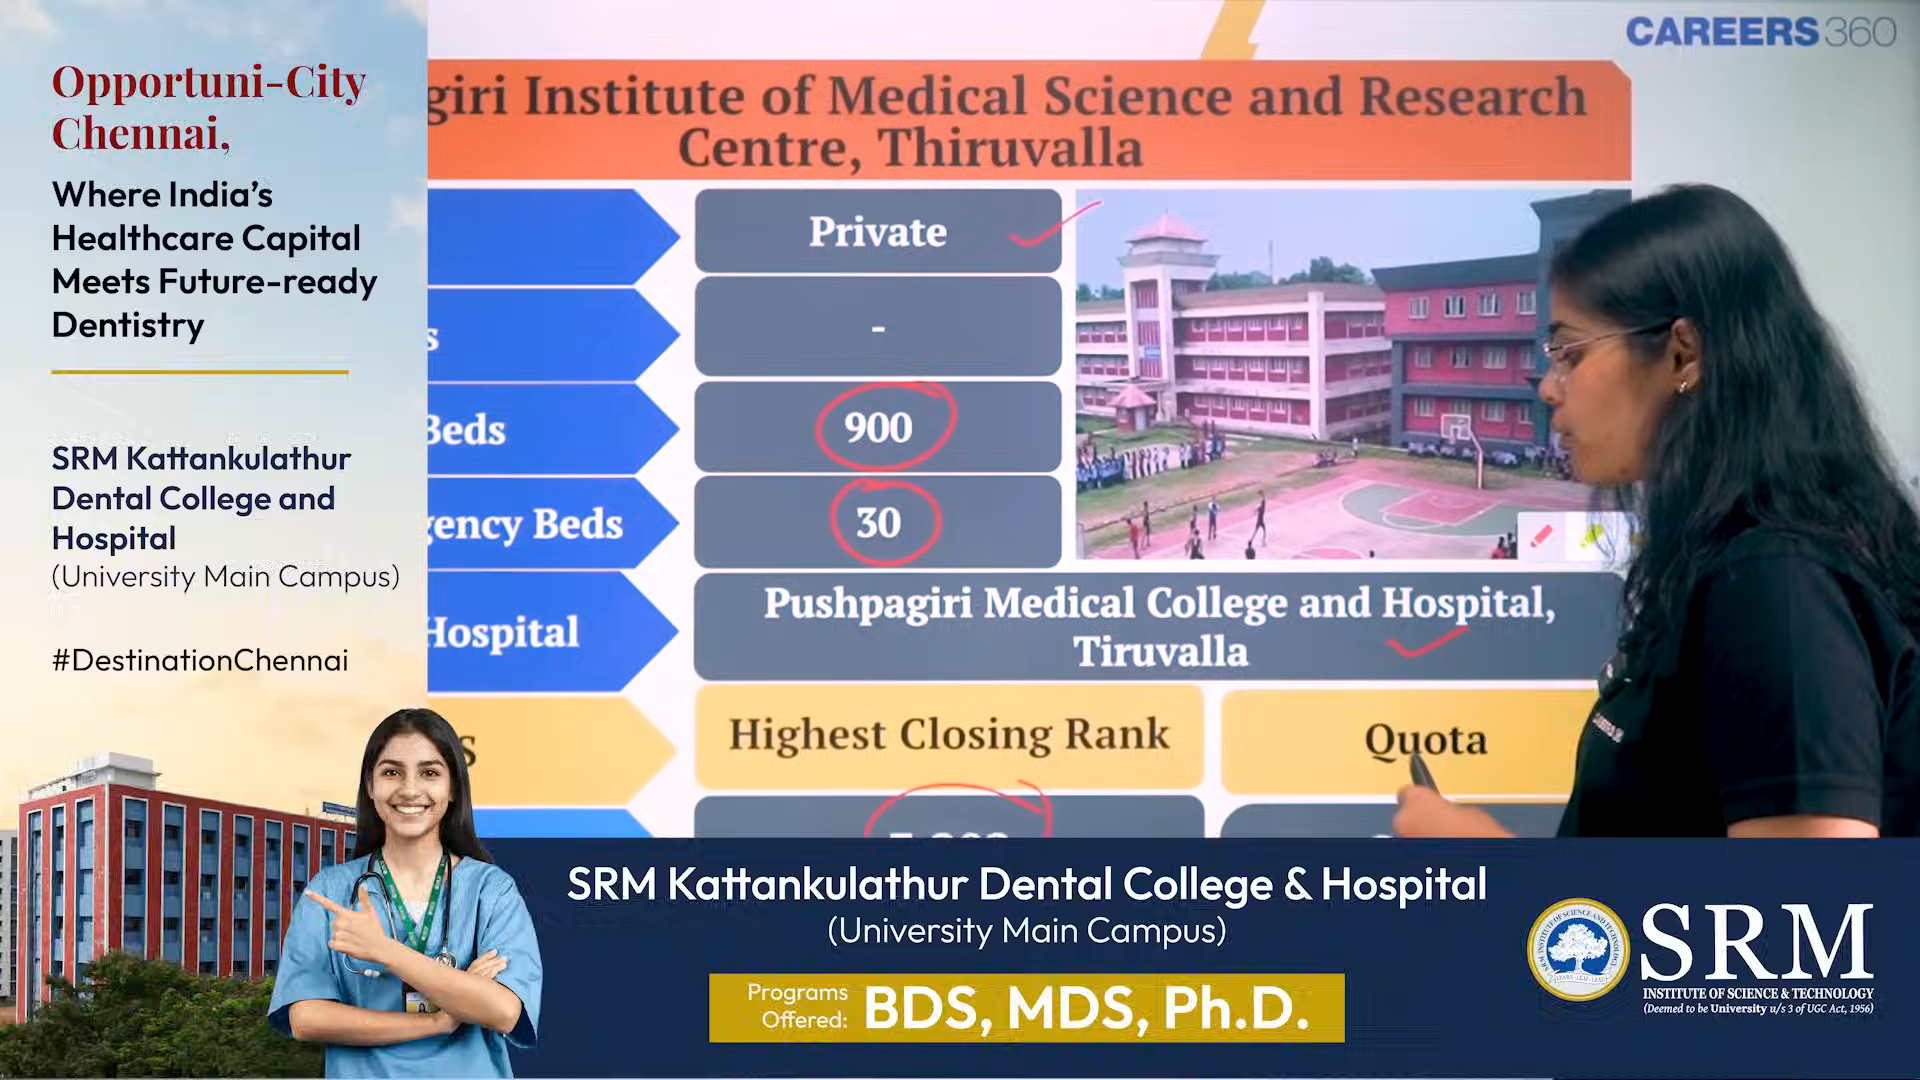 Opportuni-City
Chennai,
Where India's
Healthcare Capital
Meets Future-ready
Dentistry
SRM Kattankulathur
Dental College and
Hospital
(University Main Campus)
#DestinationChennai
CAREERS360
giri Institute of Medical Science and Research
Centre, Thiruvalla
Private
s
-
Beds
900
gency Beds
30
Hospital
Pushpagiri Medical College and Hospital,
Tiruvalla
S
Highest Closing Rank
Quota
SRM Kattankulathur Dental College & Hospital
(University Main Campus)
Programs
Offered:
BDS, MDS, Ph.D.
SRM
INSTITUTE OF SCIENCE & TECHNOLOGY
(Deemed to be University u/s 3 of UGC Act, 1956)